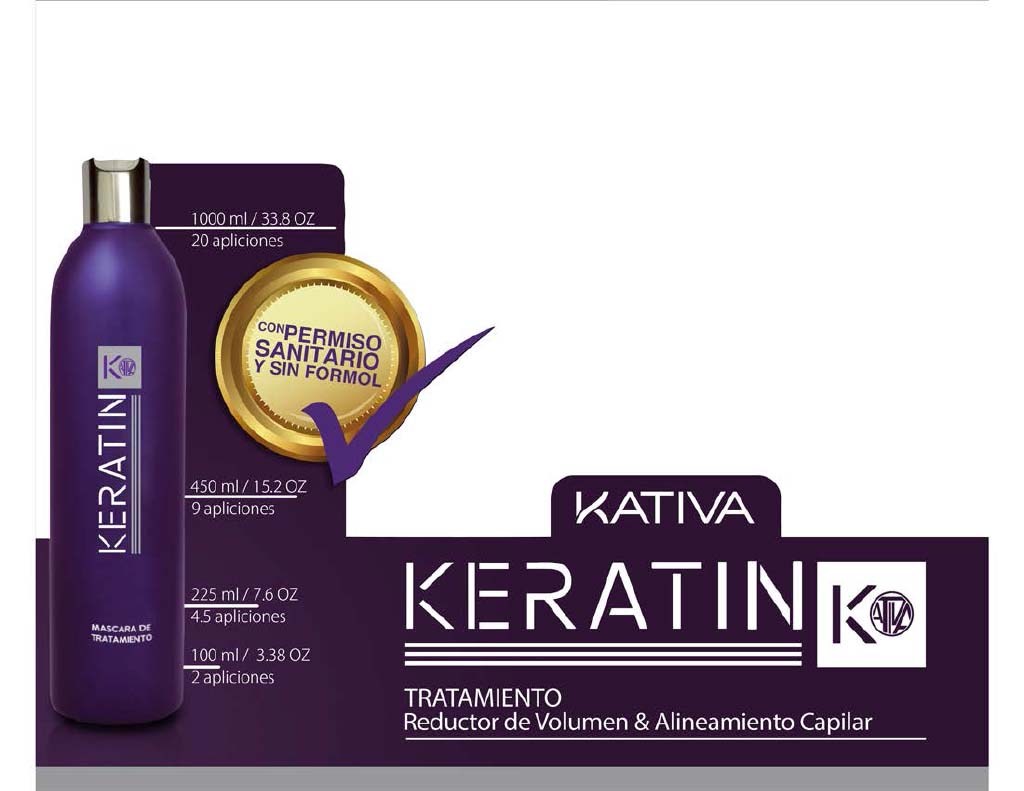 1000 ml / 33.8 OZ
20 apliciones
CON PERMISO
SANITARIO
Y SIN FORMOL
K ATIVA
KERATIN
MASCARA DE
TRATAMIENTO
450 ml / 15.2 OZ
9 apliciones
225 ml / 7.6 OZ
4.5 apliciones
100 ml / 3.38 OZ
2 apliciones
KATIVA
KERATIN
K ATIVA
TRATAMIENTO
Reductor de Volumen & Alineamiento Capilar